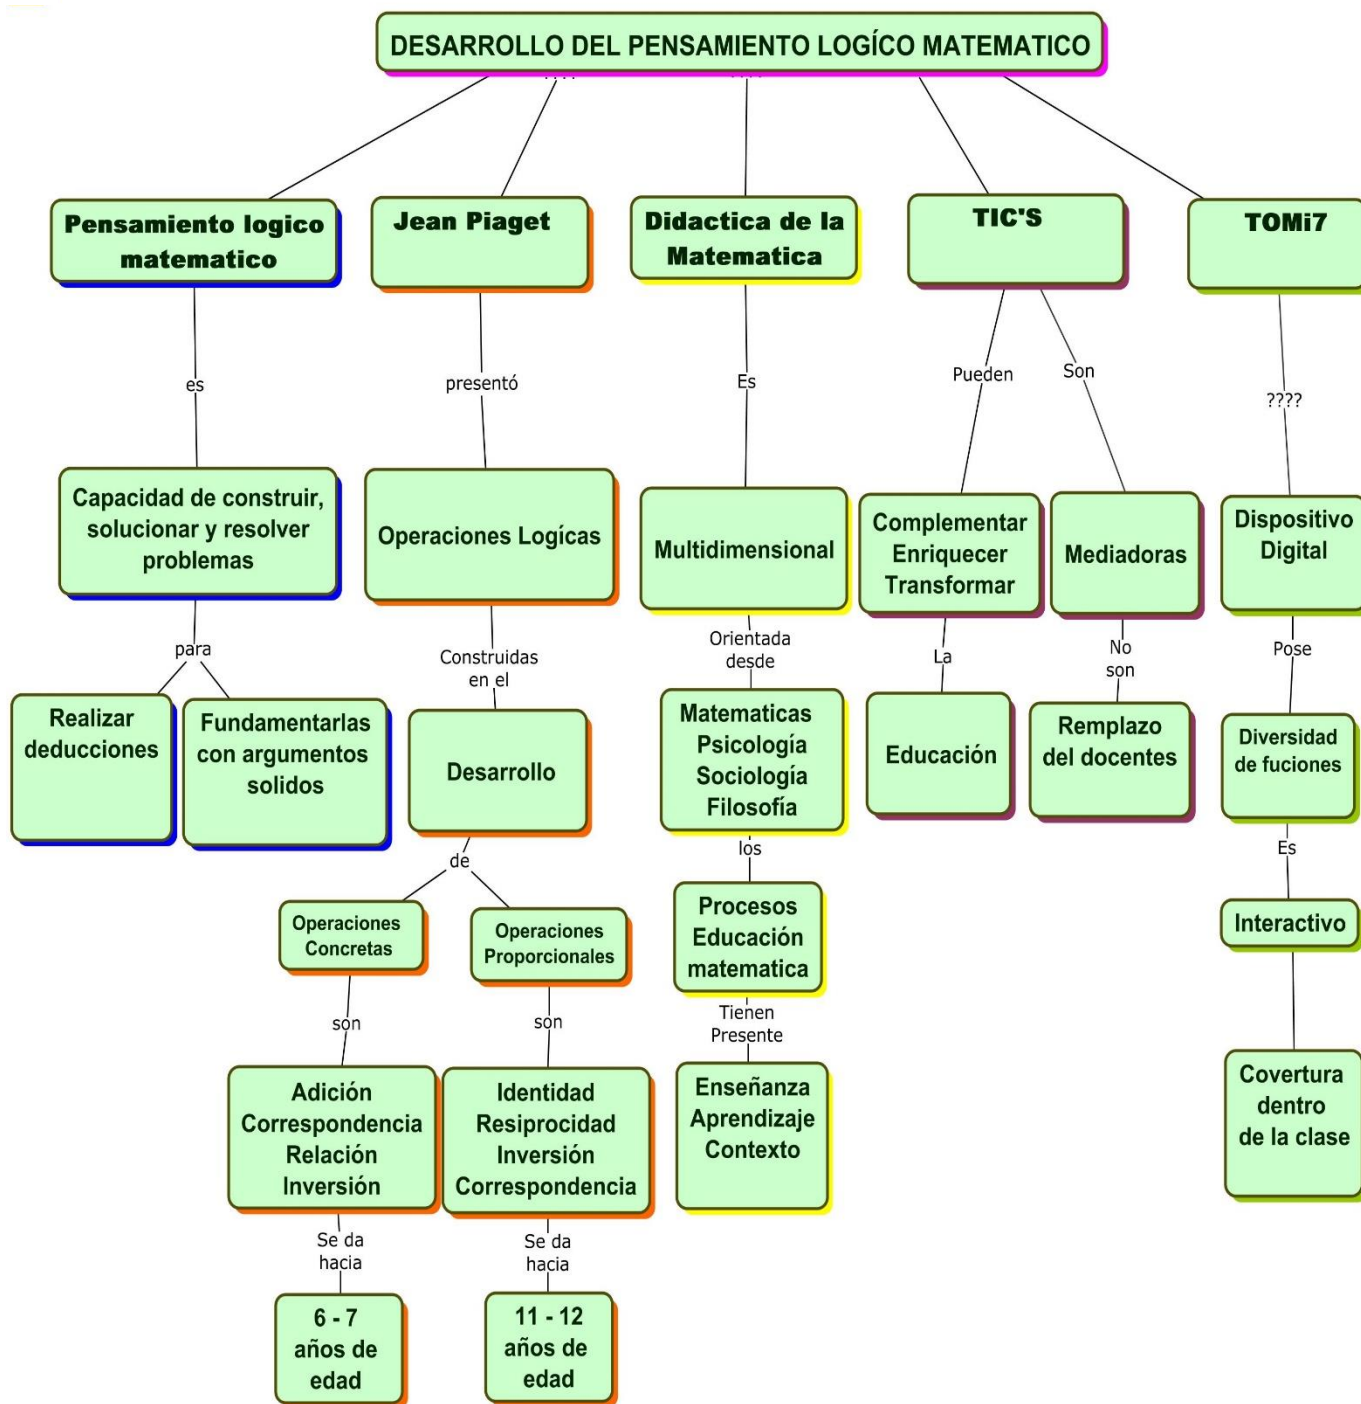 DESARROLLO DEL PENSAMIENTO LOGÍCO MATEMATICO
Pensamiento logico
matematico
es
Capacidad de construir,
solucionar y resolver
problemas
para
Realizar
deducciones
Fundamentarlas
con argumentos
solidos
Jean Piaget
presentó
Operaciones Logícas
Construidas
en el
Desarrollo
de
Operaciones
Concretas
son
Adición
Correspondencia
Relación
Inversión
Se da
hacia
6 - 7
años de
edad
Operaciones
Proporcionales
son
Identidad
Resiprocidad
Inversión
Correspondencia
Se da
hacia
11 - 12
años de
edad
Didactica de la
Matematica
Es
Multidimensional
Orientada
desde
Matematicas
Psicología
Sociología
Filosofía
los
Procesos
Educación
matematica
Tienen
Presente
Enseñanza
Aprendizaje
Contexto
TIC'S
Pueden
Complementar
Enriquecer
Transformar
La
Educación
Son
Mediadoras
No
son
Remplazo
del docentes
TOMi7
????
Dispositivo
Digital
Pose
Diversidad
de fuciones
Es
Interactivo
Covertura
dentro
de la clase